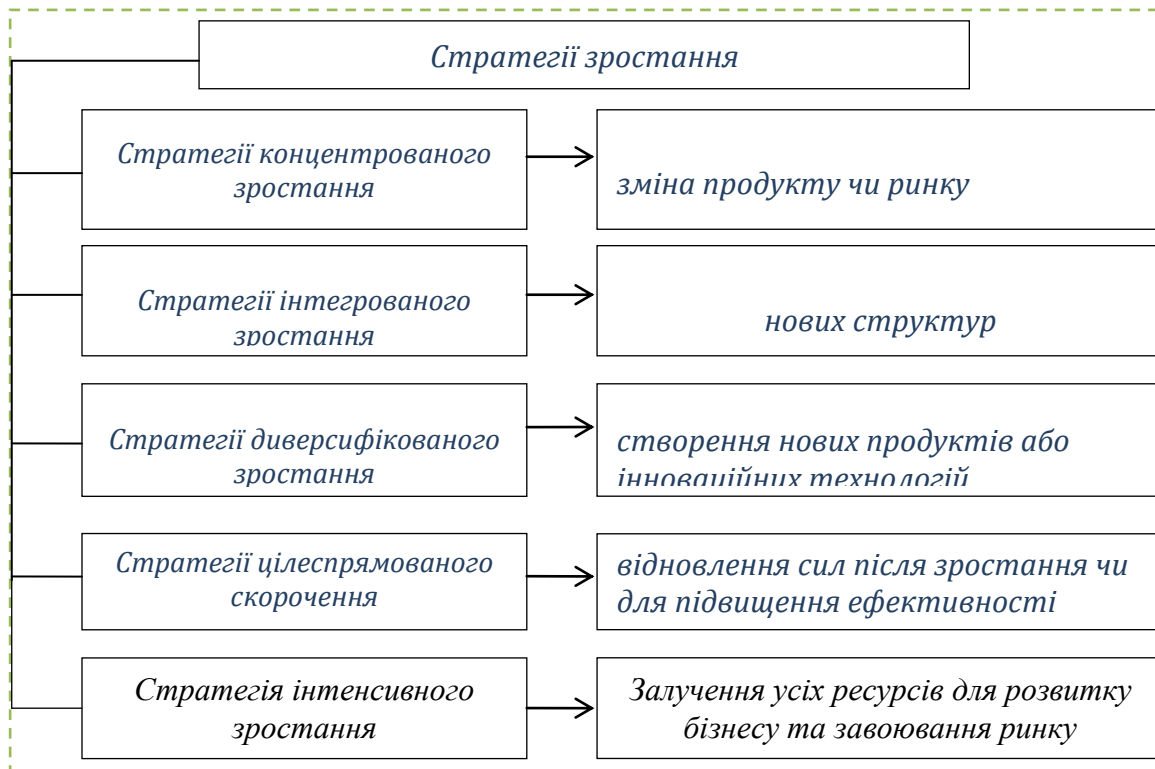 Стратегії зростання
Стратегії концентрованого
зростання
зміна продукту чи ринку
Стратегії інтегрованого
зростання
нових структур
Стратегії диверсифікованого
зростання
створення нових продуктів або
інноваційних технологій
Стратегії цілеспрямованого
скорочення
відновлення сил після зростання чи
для підвищення ефективності
Стратегія інтенсивного
зростання
Залучення усіх ресурсів для розвитку
бізнесу та завоювання ринку